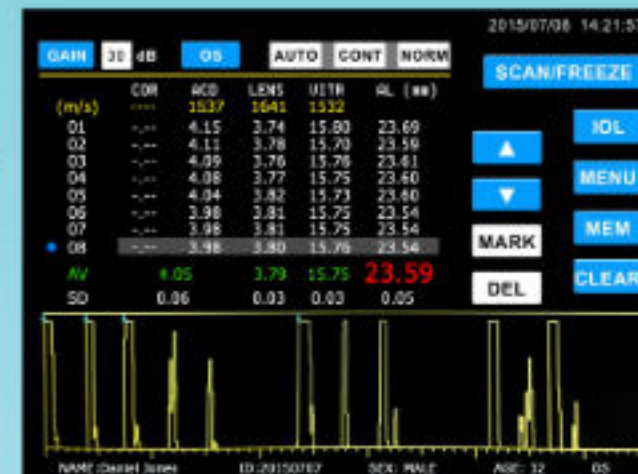 2015/07/08 14:21:57
GAIN 30 dB OS AUTO CONT NORM
SCAN/FREEZE
COR ACD LENS VITR AL (mm)
(m/s) ---- 1537 1641 1532
01 -.-- 4.15 3.74 15.80 23.69
02 -.-- 4.11 3.78 15.70 23.59
03 -.-- 4.09 3.76 15.76 23.61
04 -.-- 4.08 3.77 15.75 23.60
05 -.-- 4.04 3.82 15.73 23.60
06 -.-- 3.98 3.81 15.75 23.54
07 -.-- 3.98 3.81 15.75 23.54
08 -.-- 3.98 3.80 15.76 23.54
AV 4.05 3.79 15.75 23.59
SD 0.06 0.03 0.03 0.05
IOL
MENU
MEM
CLEAR
MARK
DEL
NAME:Daniel Jones ID:20150707 SEX: MALE AGE: 12 OS